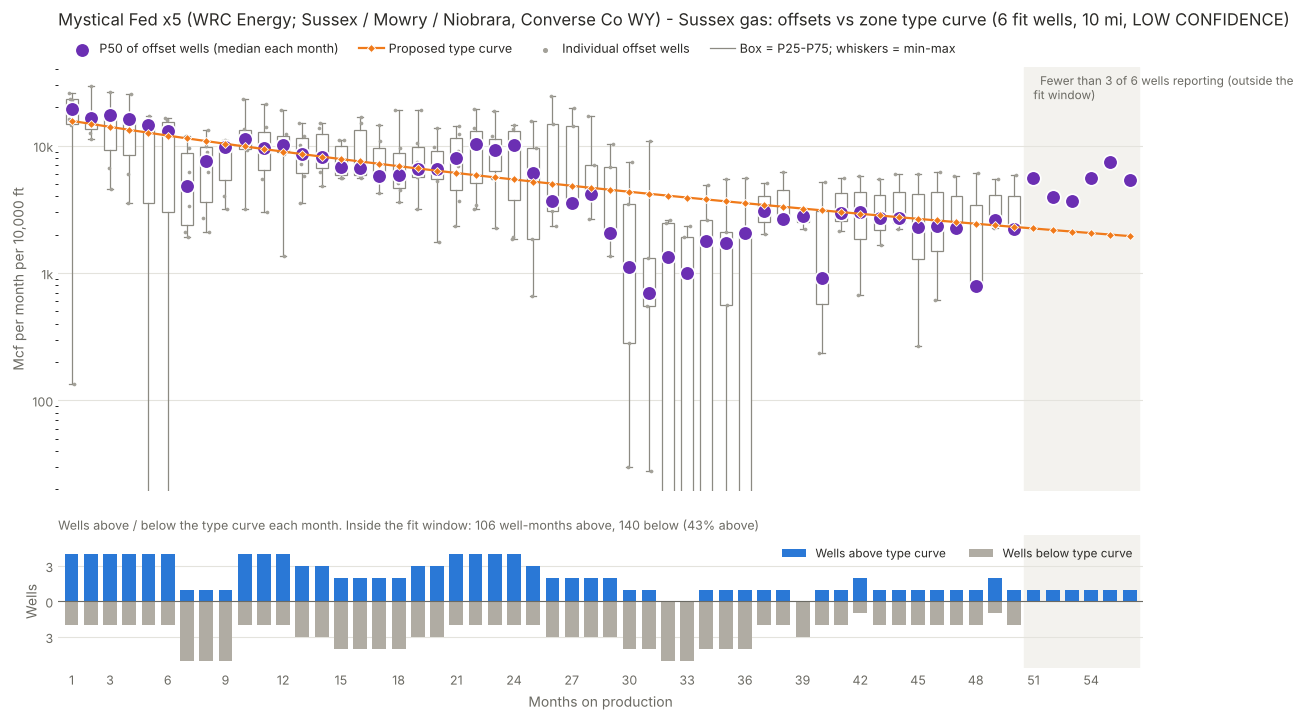 Mystical Fed x5 (WRC Energy; Sussex / Mowry / Niobrara, Converse Co WY) - Sussex gas: offsets vs zone type curve (6 fit wells, 10 mi, LOW CONFIDENCE)
P50 of offset wells (median each month) Proposed type curve Individual offset wells Box = P25-P75; whiskers = min-max
Fewer than 3 of 6 wells reporting (outside the
fit window)
10k
1k
100
Mcf per month per 10,000 ft
Wells above / below the type curve each month. Inside the fit window: 106 well-months above, 140 below (43% above)
Wells above type curve Wells below type curve
3
0
3
Wells
1 3 6 9 12 15 18 21 24 27 30 33 36 39 42 45 48 51 54
Months on production